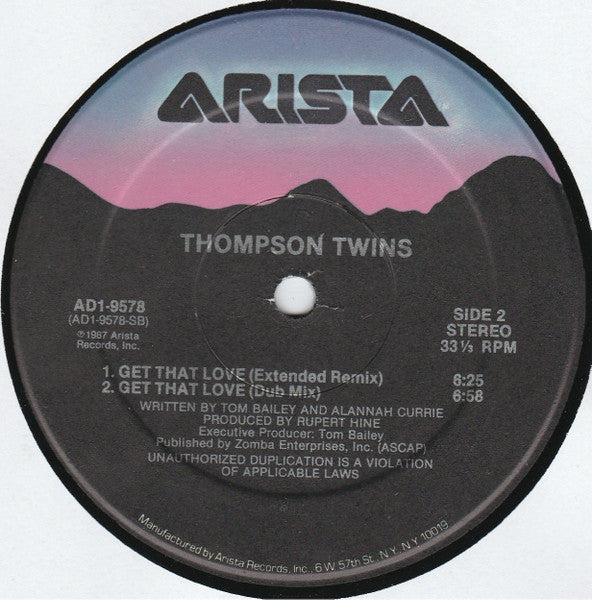 ARISTA
THOMPSON TWINS
AD1-9578
(AD1-9578-SB)
℗1987 Arista
Records, Inc.
SIDE 2
STEREO
33⅓ RPM
1. GET THAT LOVE (Extended Remix) 6:25
2. GET THAT LOVE (Dub Mix) 6:58
WRITTEN BY TOM BAILEY AND ALANNAH CURRIE
PRODUCED BY RUPERT HINE
Executive Producer: Tom Bailey
Published by Zomba Enterprises, Inc. (ASCAP)
UNAUTHORIZED DUPLICATION IS A VIOLATION
OF APPLICABLE LAWS
Manufactured by Arista Records, Inc., 6 W. 57th St., N.Y., N.Y. 10019